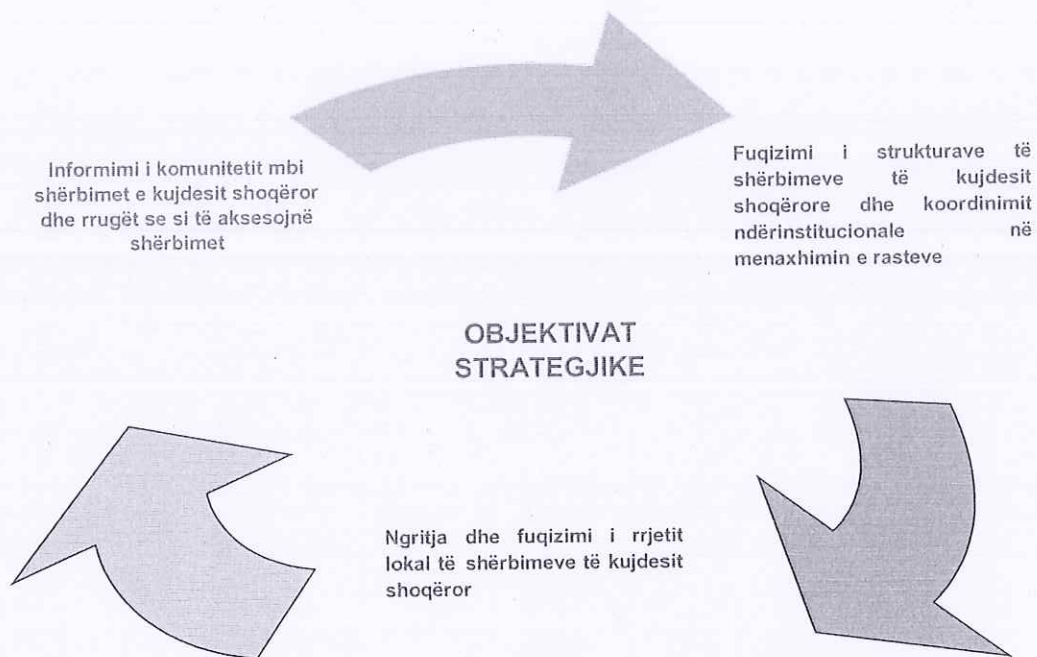 Informimi i komunitetit mbi
shërbimet e kujdesit shoqëror
dhe rrugët se si të aksesojnë
shërbimet
Fuqizimi i strukturave të
shërbimeve të kujdesit
shoqërore dhe koordinimit
ndërinstitucionale në
menaxhimin e rasteve
OBJEKTIVAT
STRATEGJIKE
Ngritja dhe fuqizimi i rrjetit
lokal të shërbimeve të kujdesit
shoqëror